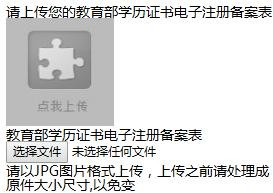 请上传您的教育部学历证书电子注册备案表
点我上传
教育部学历证书电子注册备案表
选择文件 未选择任何文件
请以JPG图片格式上传，上传之前请处理成
原件大小尺寸,以免变